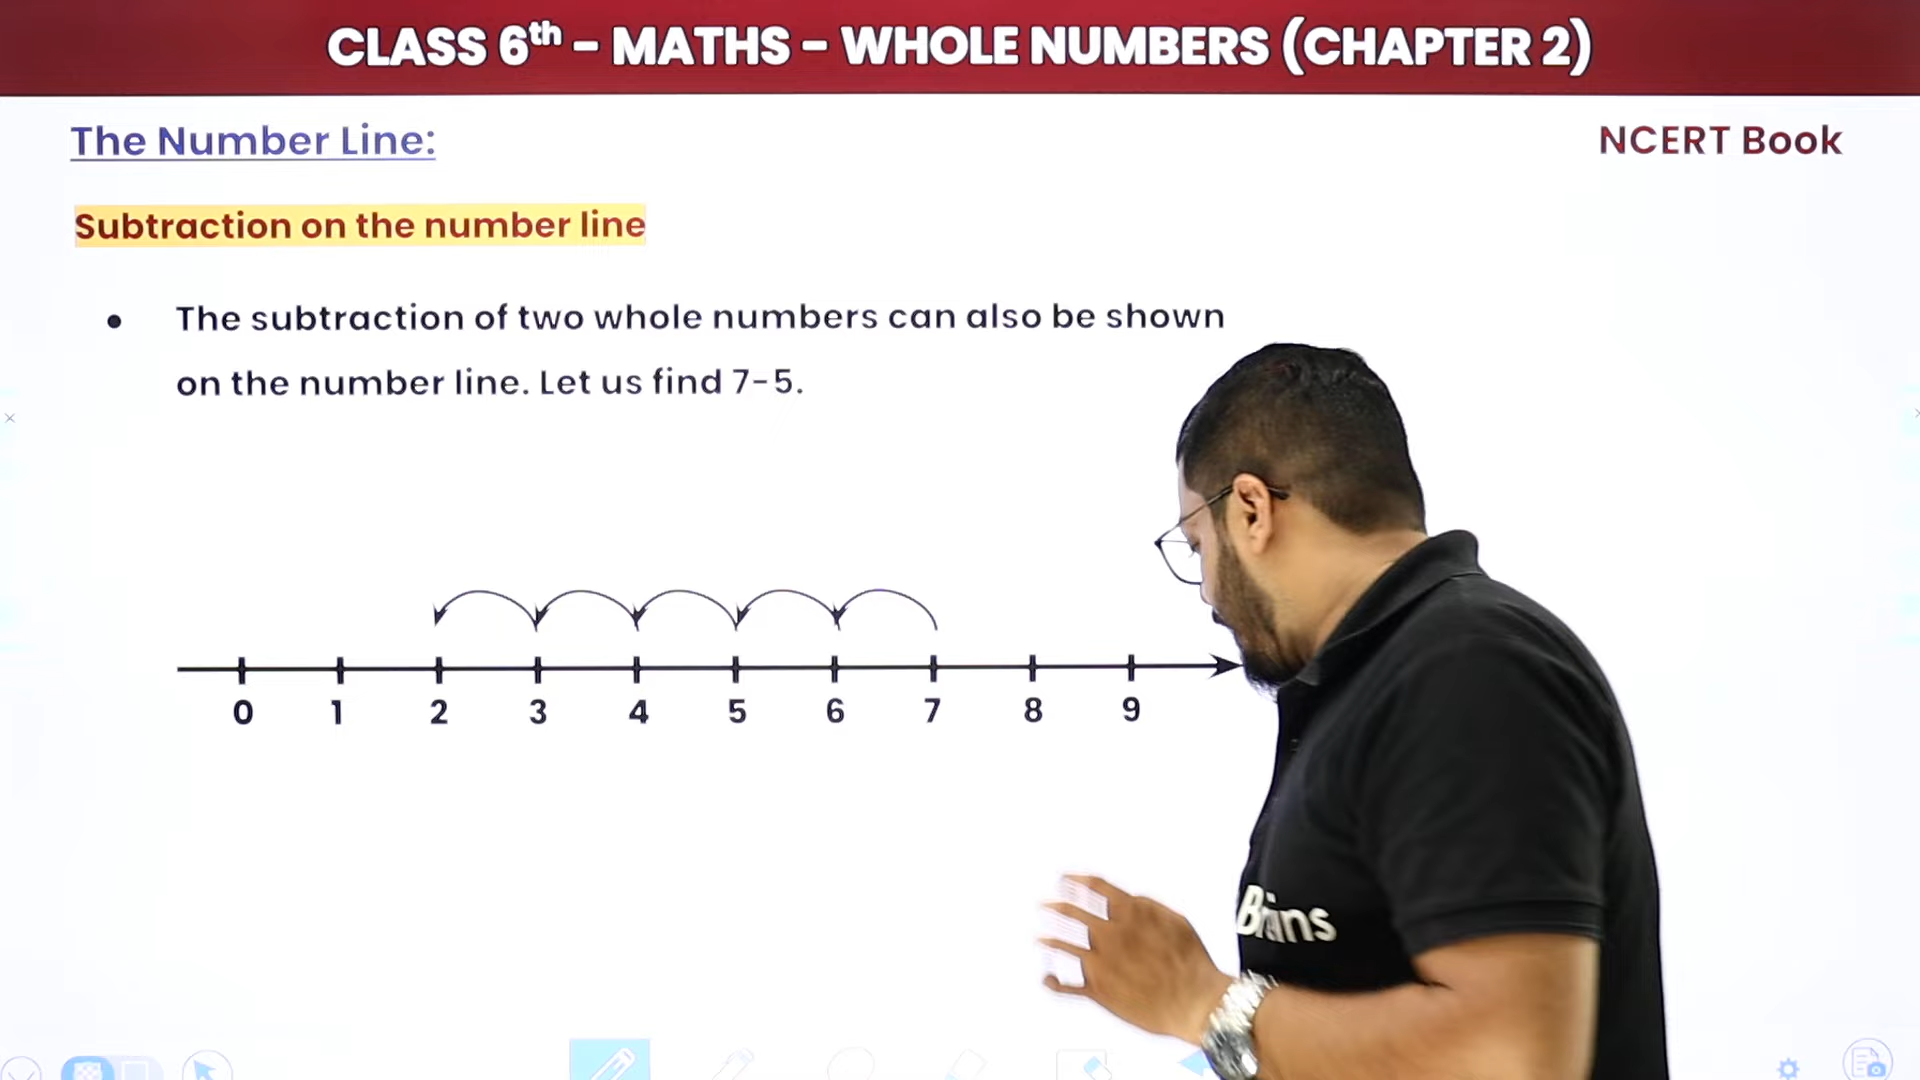 CLASS 6th - MATHS - WHOLE NUMBERS (CHAPTER 2)
The Number Line:
NCERT Book
Subtraction on the number line
• The subtraction of two whole numbers can also be shown
on the number line. Let us find 7-5.
0 1 2 3 4 5 6 7 8 9
Brains